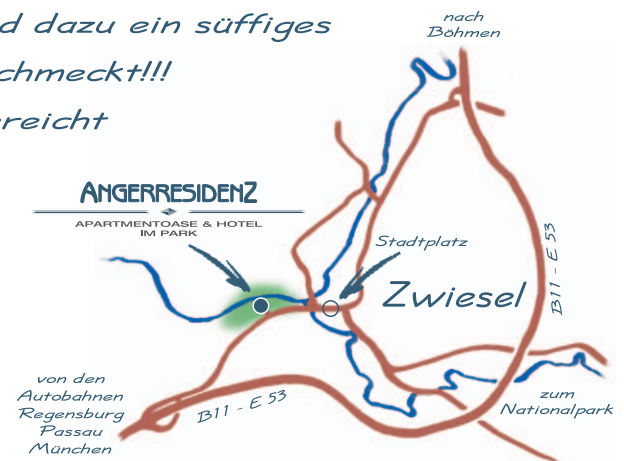 d dazu ein süffiges
chmeckt!!!
reicht
nach
Böhmen
ANGERRESIDENZ
APARTMENTOASE & HOTEL
IM PARK
Stadtplatz
Zwiesel
B11 - E 53
von den
Autobahnen
Regensburg
Passau
München
B11 - E 53
zum
Nationalpark